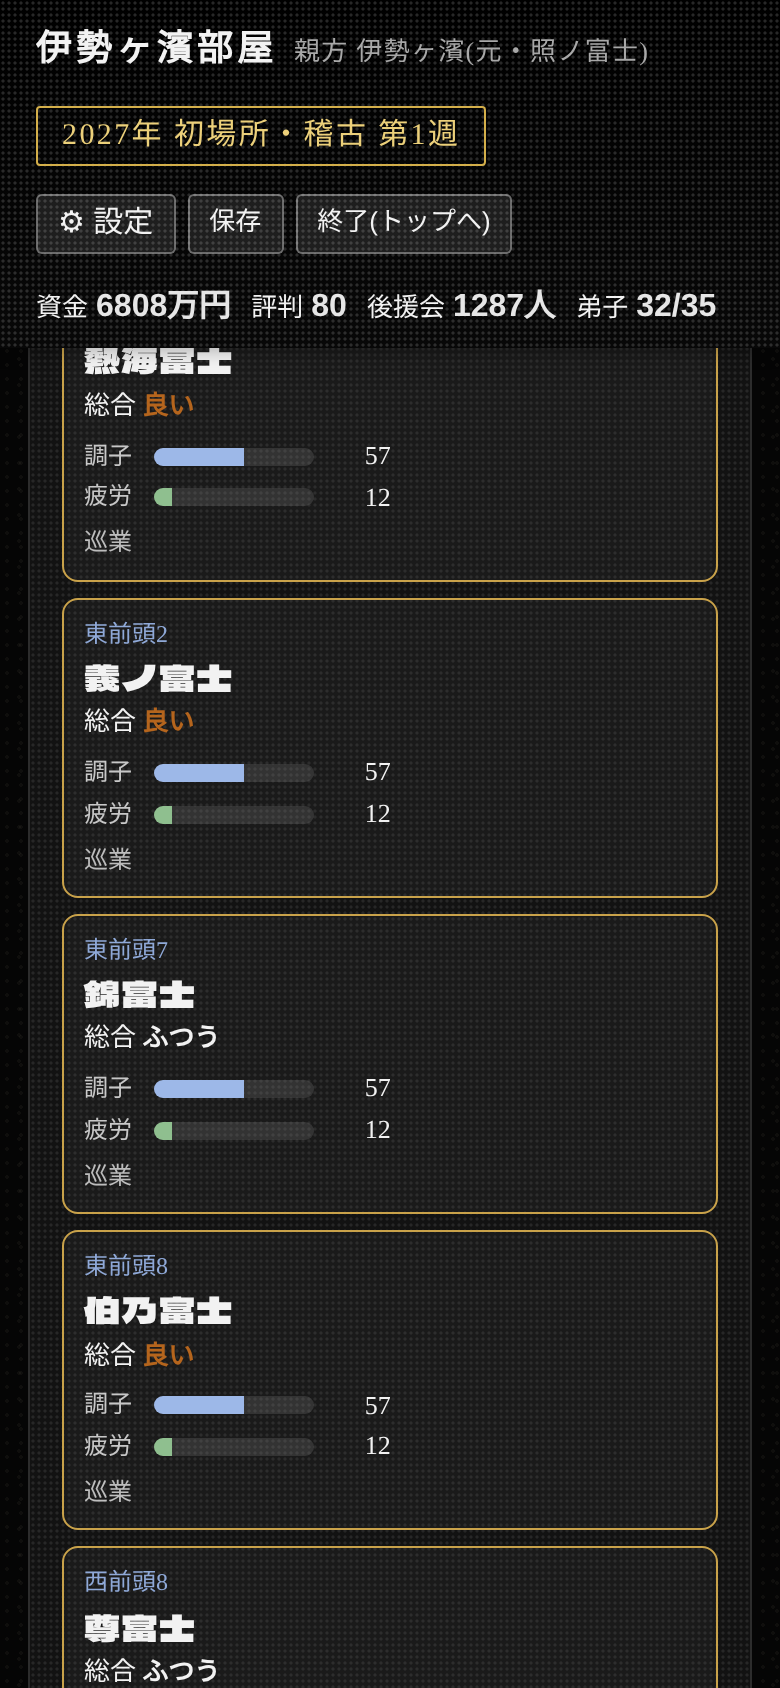 伊勢ヶ濱部屋 親方 伊勢ヶ濱(元・照ノ富士)
2027年 初場所・稽古 第1週
⚙ 設定 保存 終了(トップへ)
資金 6808万円 評判 80 後援会 1287人 弟子 32/35
熱海富士
総合 良い
調子 57
疲労 12
巡業
東前頭2
義ノ富士
総合 良い
調子 57
疲労 12
巡業
東前頭7
錦富士
総合 ふつう
調子 57
疲労 12
巡業
東前頭8
伯乃富士
総合 良い
調子 57
疲労 12
巡業
西前頭8
尊富士
総合 ふつう